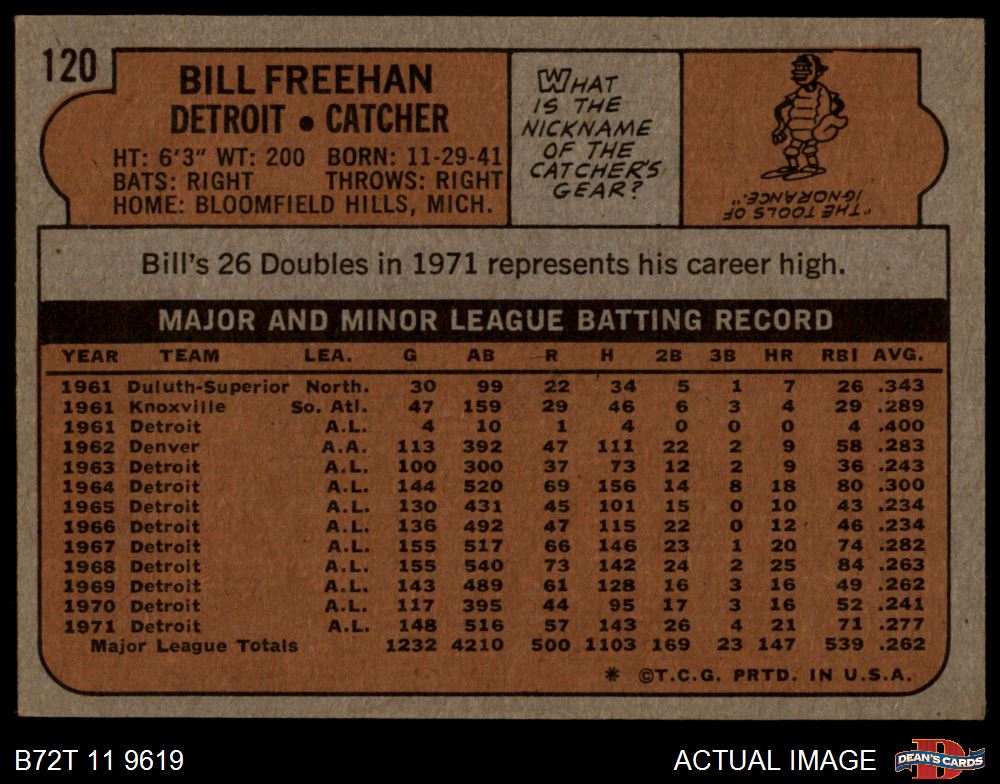 120
BILL FREEHAN
DETROIT • CATCHER
HT: 6'3" WT: 200 BORN: 11-29-41
BATS: RIGHT THROWS: RIGHT
HOME: BLOOMFIELD HILLS, MICH.
WHAT
IS THE
NICKNAME
OF THE
CATCHER'S
GEAR?
"THE TOOLS OF
IGNORANCE".
Bill's 26 Doubles in 1971 represents his career high.
MAJOR AND MINOR LEAGUE BATTING RECORD
YEAR TEAM LEA. G AB R H 2B 3B HR RBI AVG.
1961 Duluth-Superior North. 30 99 22 34 5 1 7 26 .343
1961 Knoxville So. Atl. 47 159 29 46 6 3 4 29 .289
1961 Detroit A.L. 4 10 1 4 0 0 0 4 .400
1962 Denver A.A. 113 392 47 111 22 2 9 58 .283
1963 Detroit A.L. 100 300 37 73 12 2 9 36 .243
1964 Detroit A.L. 144 520 69 156 14 8 18 80 .300
1965 Detroit A.L. 130 431 45 101 15 0 10 43 .234
1966 Detroit A.L. 136 492 47 115 22 0 12 46 .234
1967 Detroit A.L. 155 517 66 146 23 1 20 74 .282
1968 Detroit A.L. 155 540 73 142 24 2 25 84 .263
1969 Detroit A.L. 143 489 61 128 16 3 16 49 .262
1970 Detroit A.L. 117 395 44 95 17 3 16 52 .241
1971 Detroit A.L. 148 516 57 143 26 4 21 71 .277
Major League Totals 1232 4210 500 1103 169 23 147 539 .262
* ©T.C.G. PRTD. IN U.S.A.
B72T 11 9619
ACTUAL IMAGE
D
DEAN'S CARDS